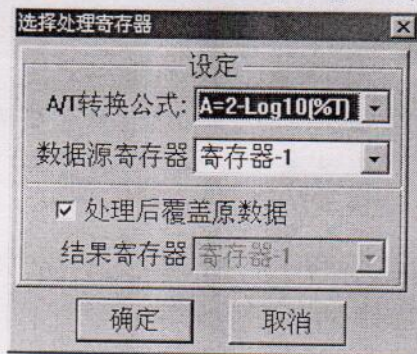 选择处理寄存器
设定
A/T转换公式: A=2-Log10(%T)
数据源寄存器 寄存器-1
处理后覆盖原数据
结果寄存器 寄存器-1
确定 取消